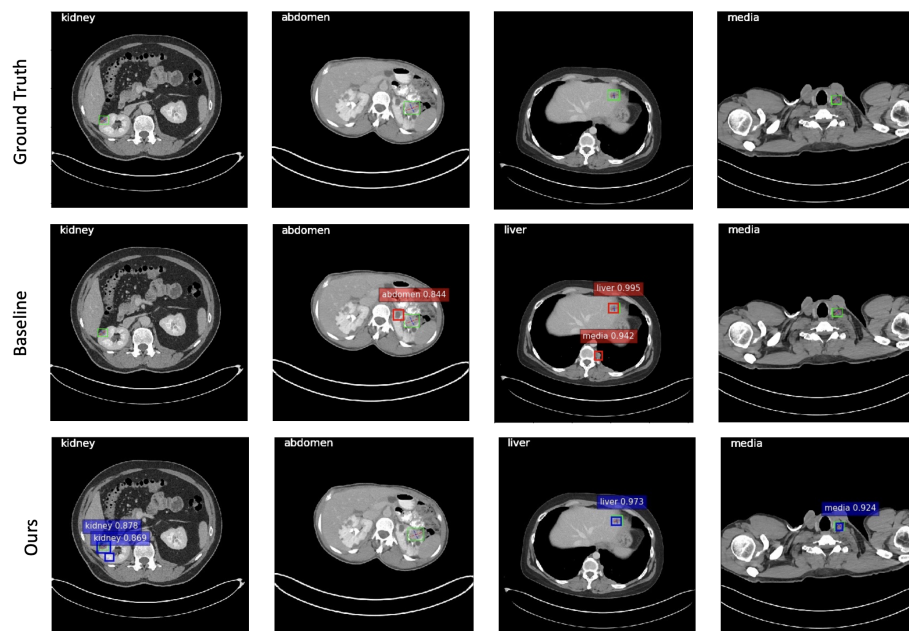 kidney
abdomen
media
Ground Truth
kidney
abdomen
liver
media
Baseline
abdomen 0.844
liver 0.995
media 0.942
kidney
abdomen
liver
media
Ours
kidney 0.878
kidney 0.869
liver 0.973
media 0.924